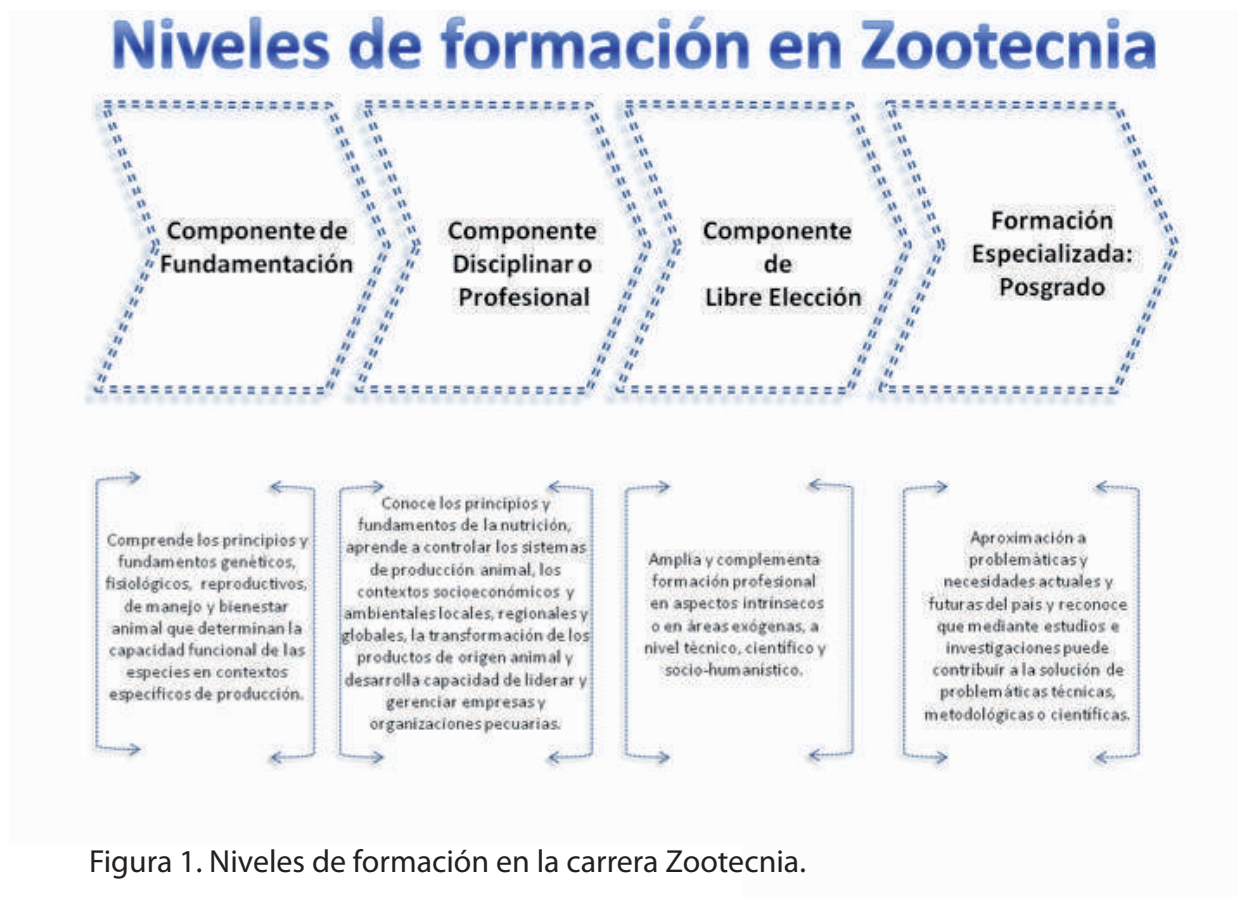 Niveles de formación en Zootecnia
Componente de
Fundamentación
Componente
Disciplinar o
Profesional
Componente
de
Libre Elección
Formación
Especializada:
Posgrado
Comprende los principios y
fundamentos genéticos,
fisiológicos, reproductivos,
de manejo y bienestar
animal que determinan la
capacidad funcional de las
especies en contextos
específicos de producción.
Conoce los principios y
fundamentos de la nutrición,
aprende a controlar los sistemas
de producción animal, los
contextos socioeconómicos y
ambientales locales, regionales y
globales, la transformación de los
productos de origen animal y
desarrolla capacidad de liderar y
gerenciar empresas y
organizaciones pecuarias.
Amplia y complementa
formación profesional
en aspectos intrínsecos
o en áreas exógenas, a
nivel técnico, científico y
socio-humanístico.
Aproximación a
problemáticas y
necesidades actuales y
futuras del país y reconoce
que mediante estudios e
investigaciones puede
contribuir a la solución de
problemáticas técnicas,
metodológicas o científicas.
Figura 1. Niveles de formación en la carrera Zootecnia.